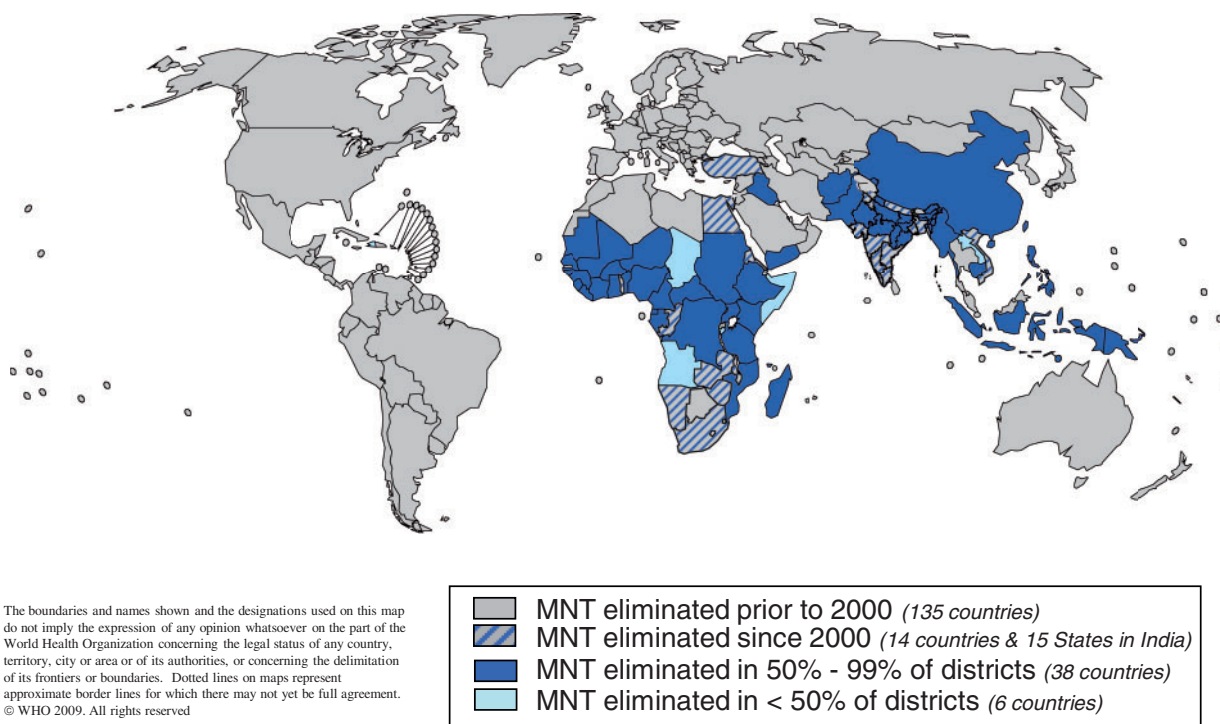 The boundaries and names shown and the designations used on this map
do not imply the expression of any opinion whatsoever on the part of the
World Health Organization concerning the legal status of any country,
territory, city or area or of its authorities, or concerning the delimitation
of its frontiers or boundaries.  Dotted lines on maps represent
approximate border lines for which there may not yet be full agreement.
© WHO 2009. All rights reserved
MNT eliminated prior to 2000 (135 countries)
MNT eliminated since 2000 (14 countries & 15 States in India)
MNT eliminated in 50% - 99% of districts (38 countries)
MNT eliminated in < 50% of districts (6 countries)